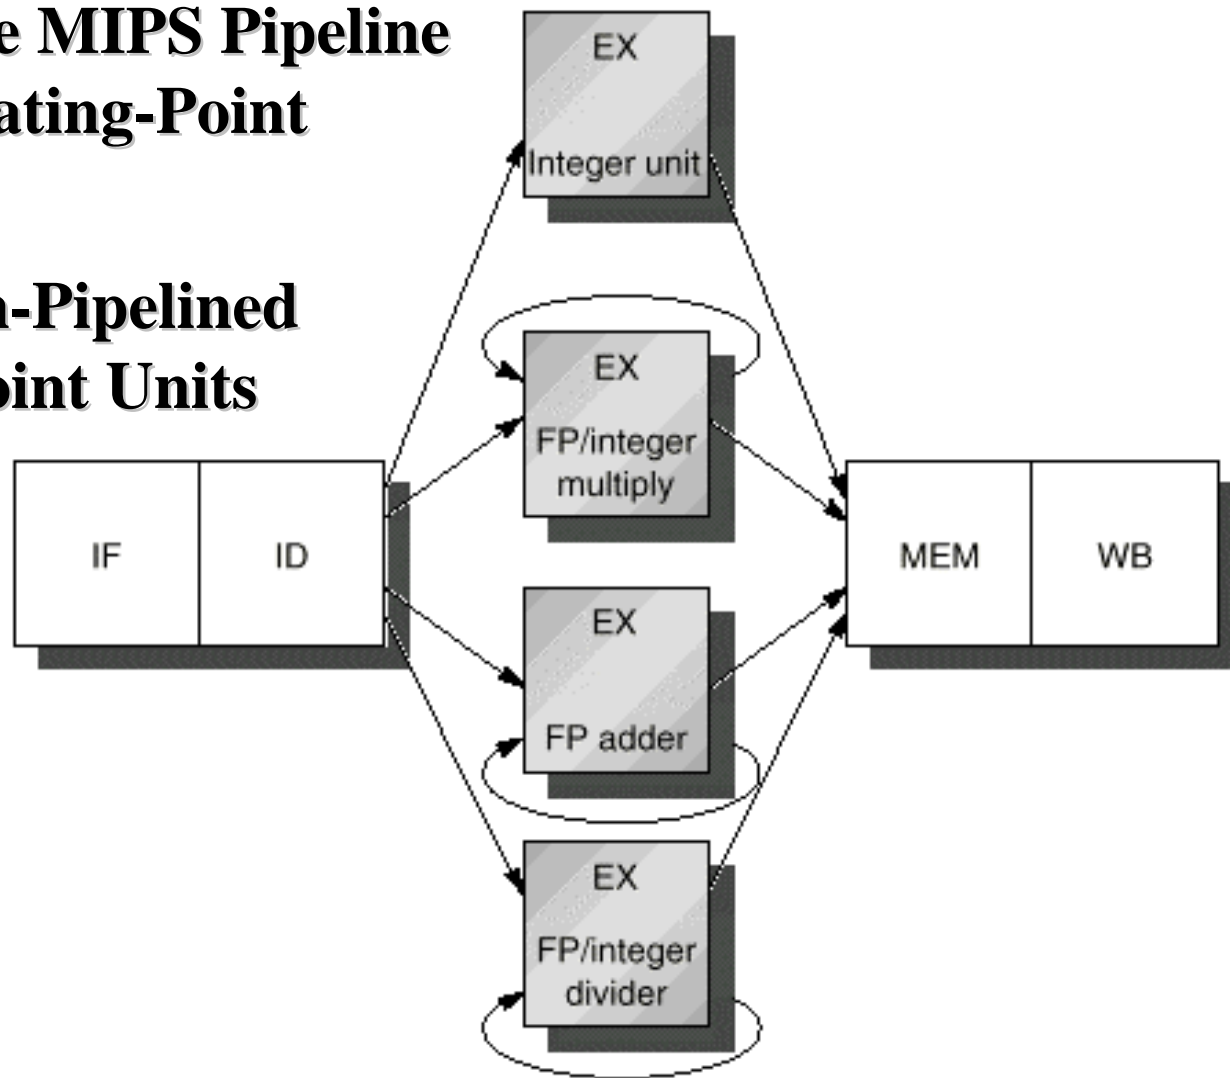 e MIPS Pipeline
ating-Point
n-Pipelined
oint Units
EX
Integer unit
EX
FP/integer
multiply
IF
ID
EX
FP adder
MEM
WB
EX
FP/integer
divider